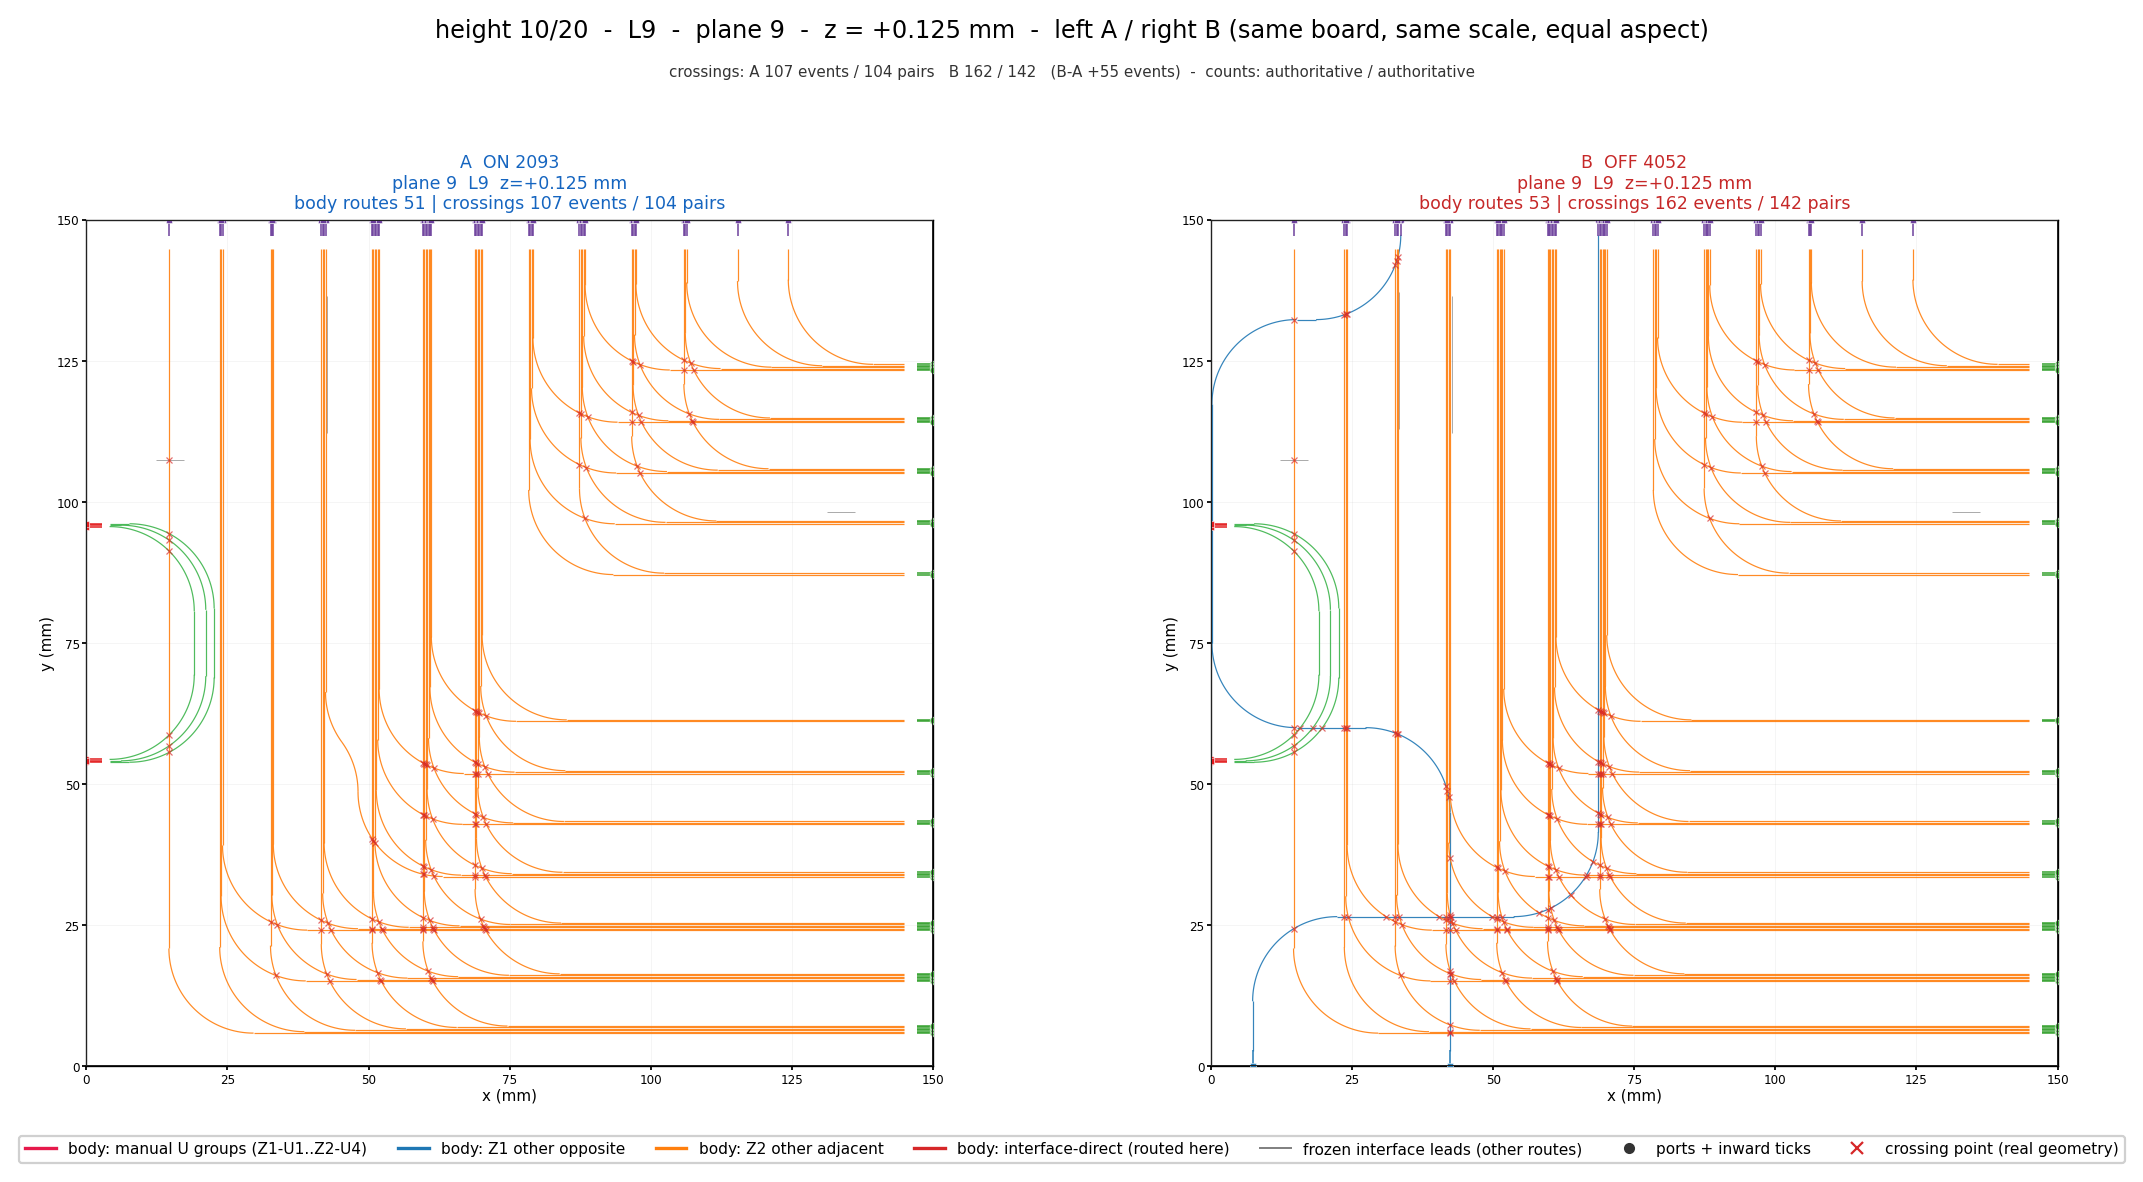 height 10/20 - L9 - plane 9 - z = +0.125 mm - left A / right B (same board, same scale, equal aspect)
crossings: A 107 events / 104 pairs B 162 / 142 (B-A +55 events) - counts: authoritative / authoritative
A ON 2093
plane 9 L9 z=+0.125 mm
body routes 51 | crossings 107 events / 104 pairs
150
125
100
75
50
25
0
y (mm)
0 25 50 75 100 125 150
x (mm)
B OFF 4052
plane 9 L9 z=+0.125 mm
body routes 53 | crossings 162 events / 142 pairs
150
125
100
75
50
25
0
y (mm)
0 25 50 75 100 125 150
x (mm)
body: manual U groups (Z1-U1..Z2-U4)
body: Z1 other opposite
body: Z2 other adjacent
body: interface-direct (routed here)
frozen interface leads (other routes)
ports + inward ticks
crossing point (real geometry)